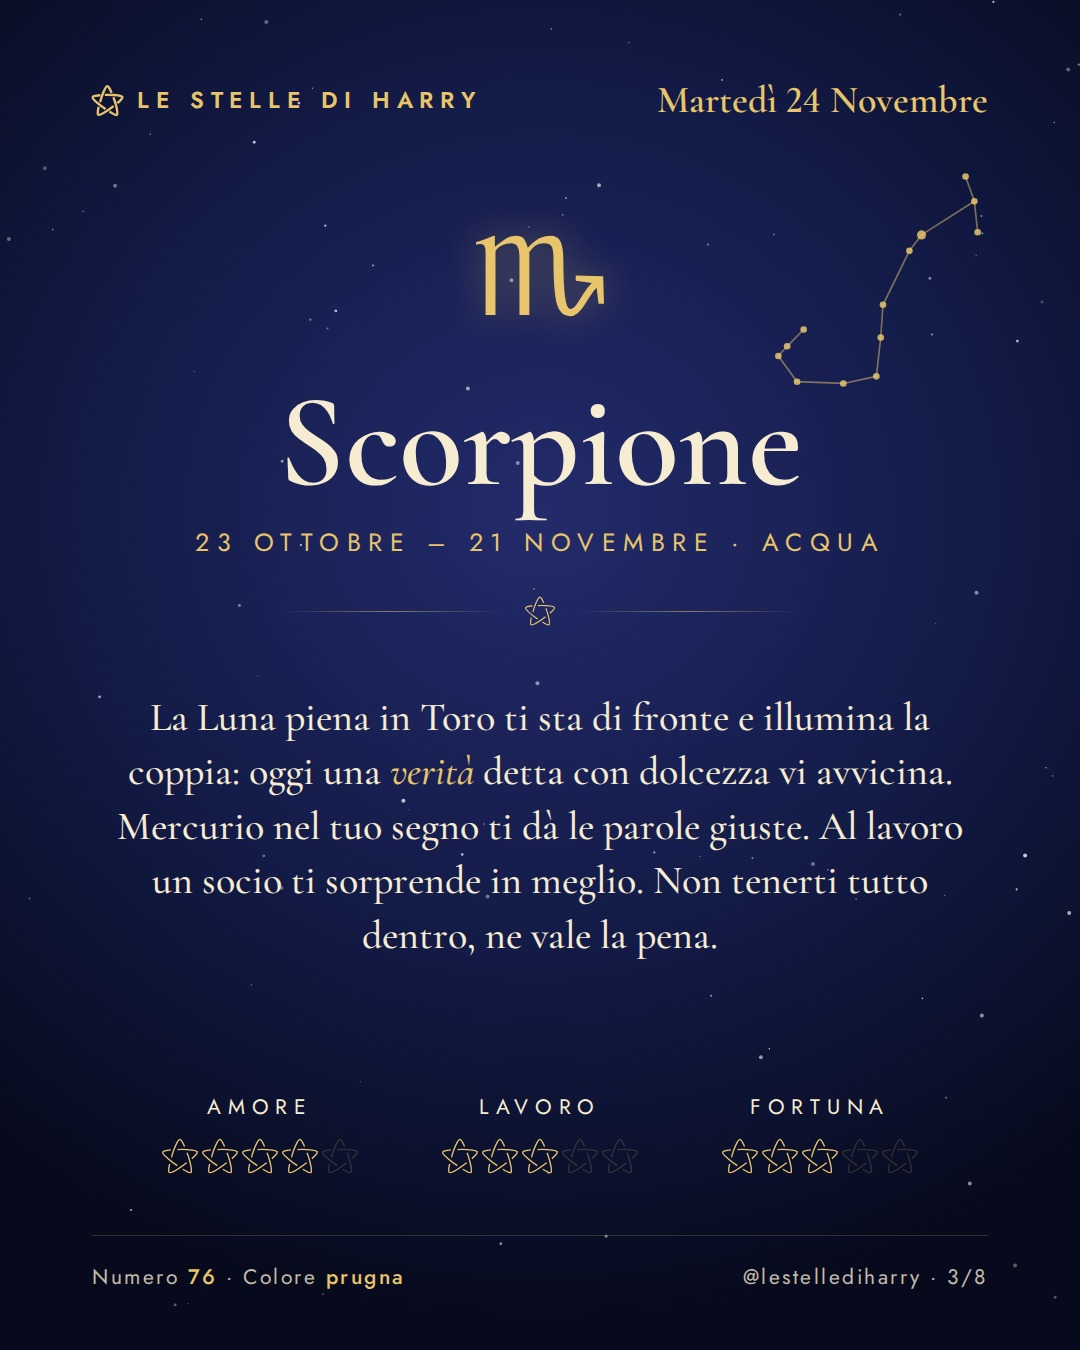 LE STELLE DI HARRY
Martedì 24 Novembre
Scorpione
23 OTTOBRE – 21 NOVEMBRE · ACQUA
La Luna piena in Toro ti sta di fronte e illumina la
coppia: oggi una verità detta con dolcezza vi avvicina.
Mercurio nel tuo segno ti dà le parole giuste. Al lavoro
un socio ti sorprende in meglio. Non tenerti tutto
dentro, ne vale la pena.
AMORE
LAVORO
FORTUNA
Numero 76 · Colore prugna
@lestellediharry · 3/8